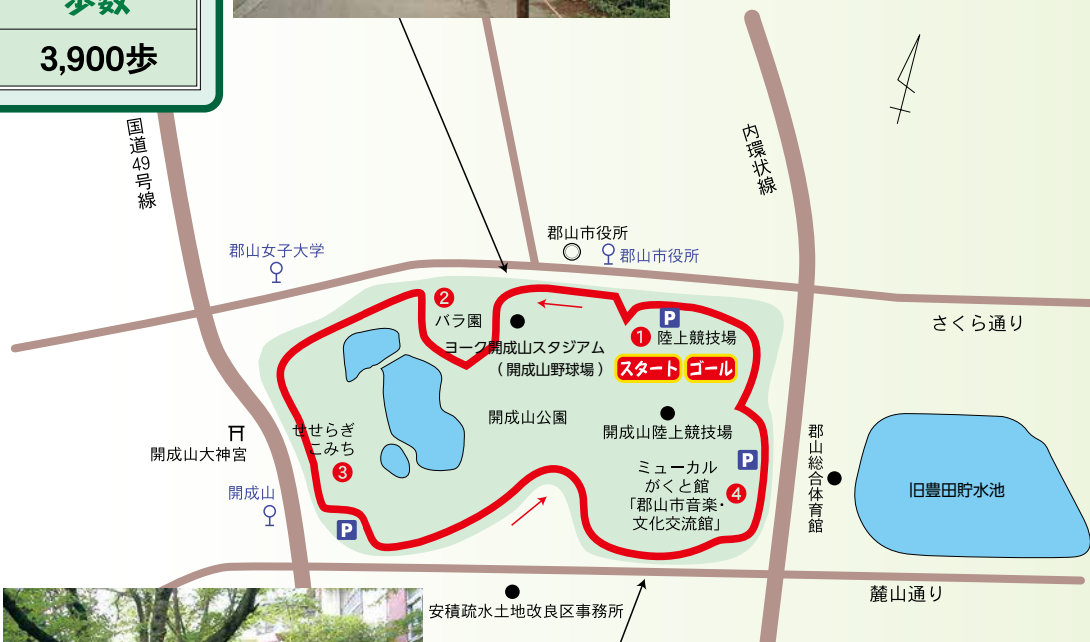 歩数
3,900歩
国道49号線
内環状線
郡山市役所
郡山市役所
郡山女子大学
さくら通り
2
バラ園
P
1 陸上競技場
ヨーク開成山スタジアム
(開成山野球場)
スタート ゴール
開成山公園
開成山陸上競技場
せせらぎ
こみち
3
開成山大神宮
開成山
P
P
ミューカル
がくと館
「郡山市音楽・
文化交流館」
4
郡山総合体育館
旧豊田貯水池
麓山通り
安積疏水土地改良区事務所